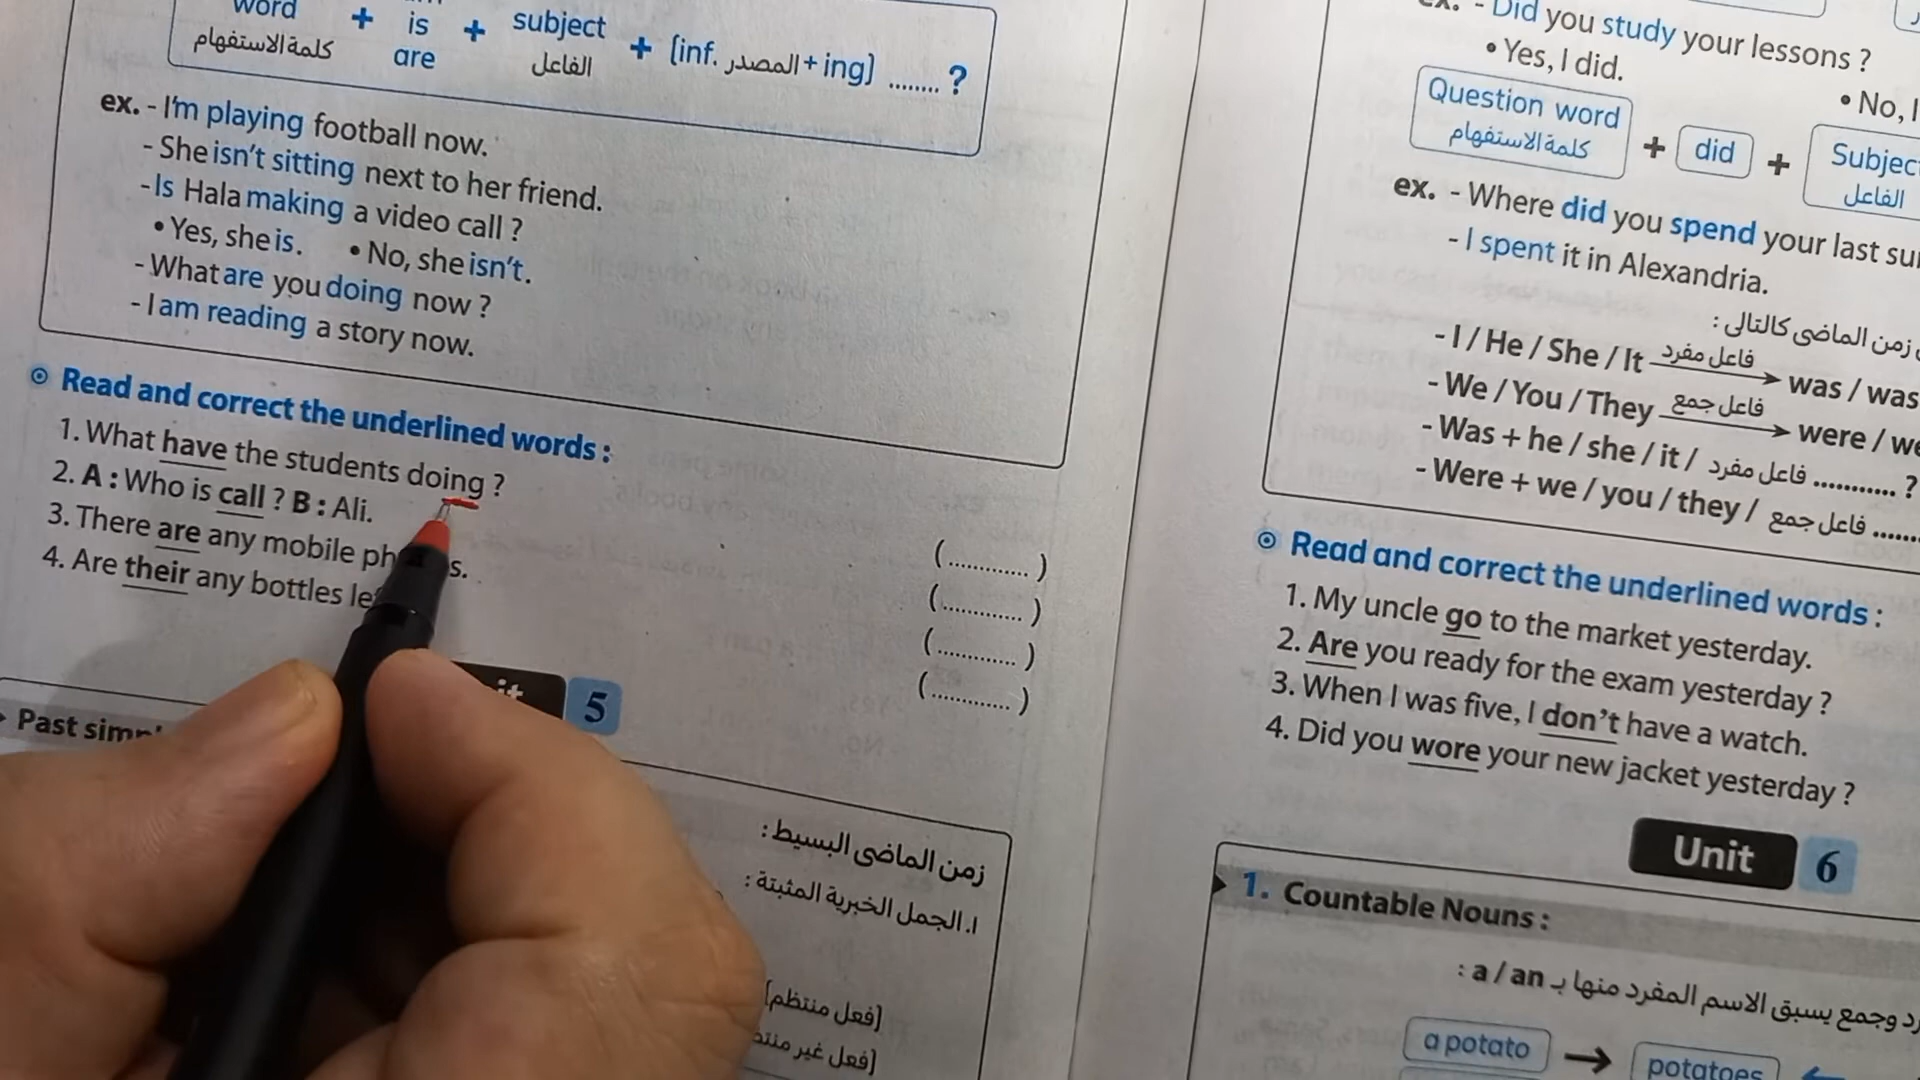 word + is + subject + (inf. المصدر + ing) ........ ?
كلمة الاستفهام are الفاعل
ex. - I'm playing football now.
- She isn't sitting next to her friend.
- Is Hala making a video call ?
• Yes, she is. • No, she isn't.
- What are you doing now ?
- I am reading a story now.
Read and correct the underlined words :
1. What have the students doing ? (............)
2. A : Who is call ? B : Ali. (............)
3. There are any mobile (............)
4. Are their any bottles (............)
5
Past
زمن الماضى البسيط :
١. الجمل الخبرية المثبتة :
(فعل منتظم)
(فعل غير
ex. - Did you study your lessons ?
• Yes, I did.
• No, I
Question word + did + Subject
كلمة الاستفهام الفاعل
ex. - Where did you spend your last
- I spent it in Alexandria.
زمن الماضى كالتالى :
- I / He / She / It فاعل مفرد was /
- We / You / They فاعل جمع were /
- Was + he / she / it / فاعل مفرد ........... ?
- Were + we / you / they / فاعل جمع .......
Read and correct the underlined words :
1. My uncle go to the market yesterday.
2. Are you ready for the exam yesterday ?
3. When I was five, I don't have a watch.
4. Did you wore your new jacket yesterday ?
Unit 6
1. Countable Nouns :
وجمع يسبق الاسم المفرد منها بـ a / an :
a potato → potatoes